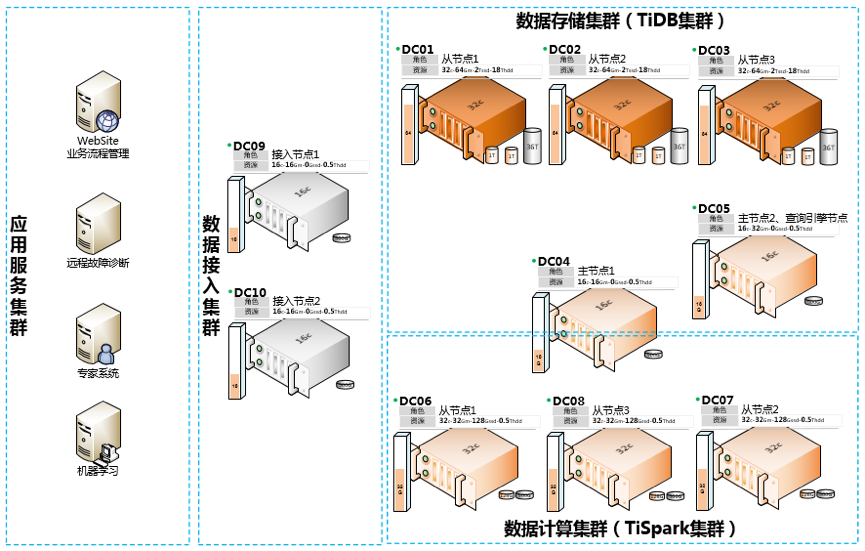 应用服务集群
WebSite
业务流程管理
远程故障诊断
专家系统
机器学习
数据接入集群
DC09
角色 接入节点1
资源 16c-16Gm-0Gssd-0.5Thdd
16c
16
DC10
角色 接入节点2
资源 16c-16Gm-0Gssd-0.5Thdd
16c
16
数据存储集群（TiDB集群）
DC01
角色 从节点1
资源 32c-64Gm-2Tssd-18Thdd
32c
64
1T
1T
36T
DC02
角色 从节点2
资源 32c-64Gm-2Tssd-18Thdd
32c
64
1T
1T
36T
DC03
角色 从节点3
资源 32c-64Gm-2Tssd-18Thdd
32c
64
1T
1T
36T
DC05
角色 主节点2、查询引擎节点
资源 16c-32Gm-0Gssd-0.5Thdd
16c
16
G
DC04
角色 主节点1
资源 16c-16Gm-0Gssd-0.5Thdd
16c
16
G
DC06
角色 从节点1
资源 32c-32Gm-128Gssd-0.5Thdd
32c
32
G
DC08
角色 从节点3
资源 32c-32Gm-128Gssd-0.5Thdd
32c
32
G
DC07
角色 从节点2
资源 32c-32Gm-128Gssd-0.5Thdd
32c
32
G
数据计算集群（TiSpark集群）